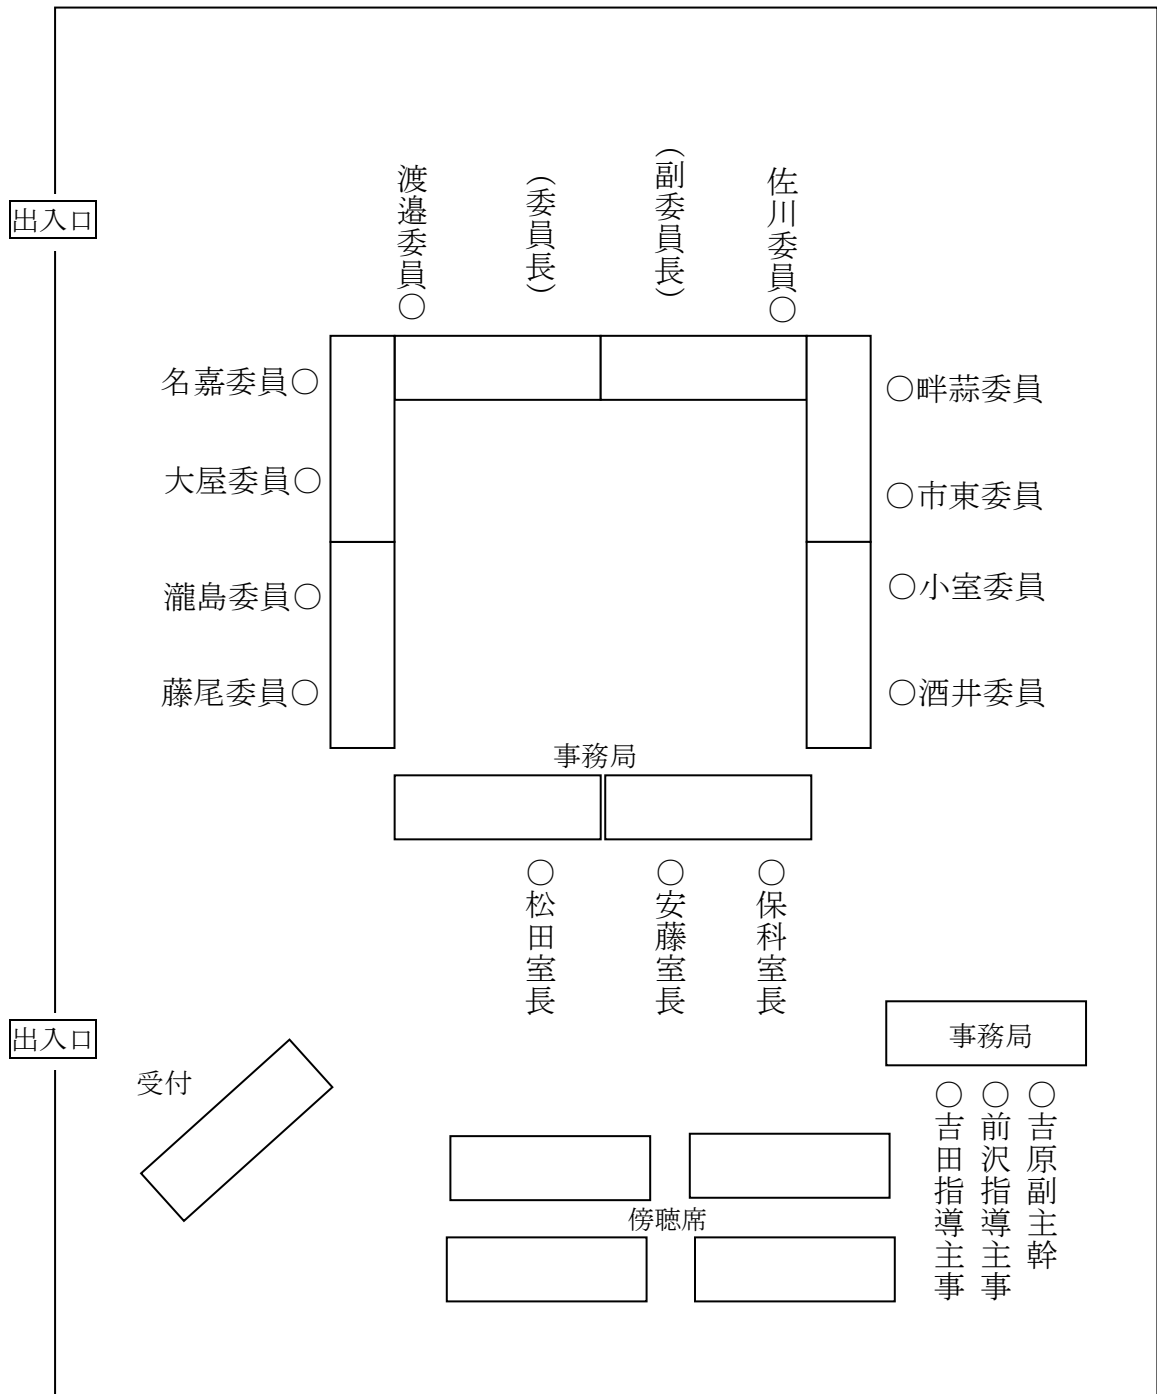 渡邉委員○
(委員長)
(副委員長)
佐川委員○
出入口
名嘉委員○
○畔蒜委員
大屋委員○
○市東委員
瀧島委員○
○小室委員
藤尾委員○
○酒井委員
事務局
○松田室長
○安藤室長
○保科室長
出入口
事務局
受付
○吉田指導主事
○前沢指導主事
○吉原副主幹
傍聴席